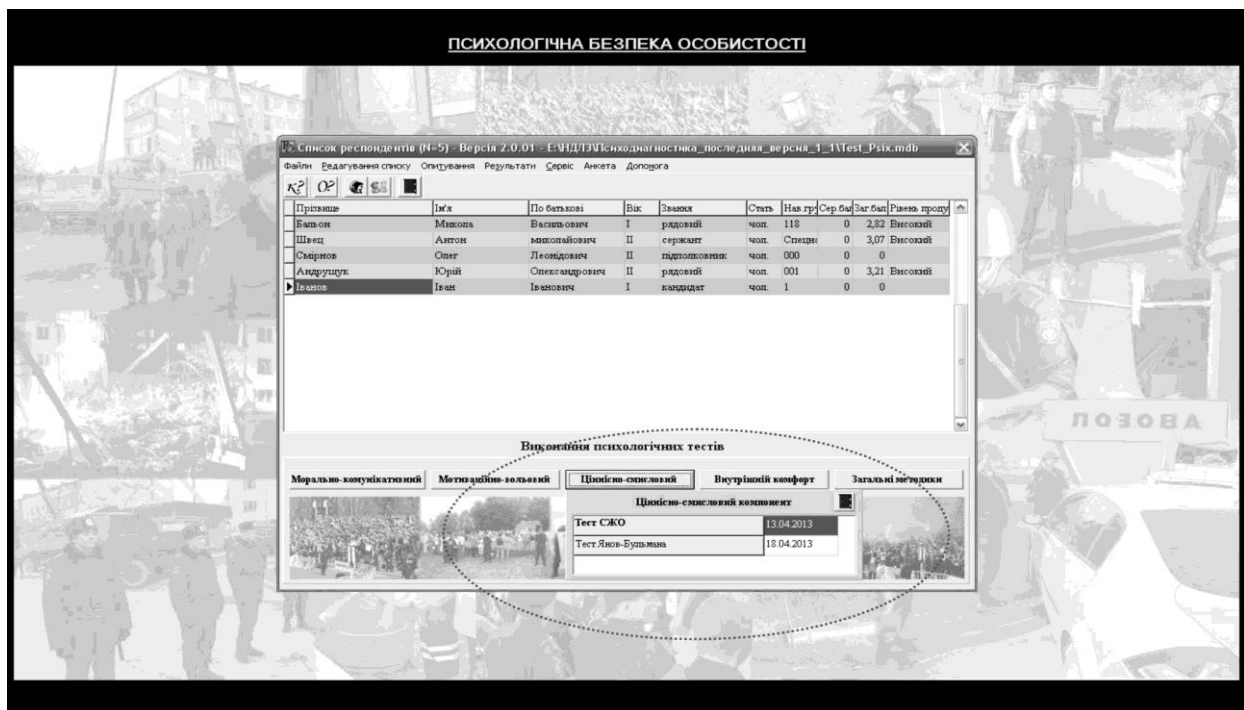 ПСИХОЛОГІЧНА БЕЗПЕКА ОСОБИСТОСТІ
Список респондентів (N=5) - Версія 2.0.01 - E:\НДЛЗ\Психодиагностика_последняя_версия_1_1\Test_Psix.mdb
Файли Редагування списку Опитування Результати Сервіс Анкета Допомога
К? О?
Прізвище Ім'я По батькові Вік Звання Стать Нав.гру Сер.бал Заг.бал Рівень проду
Бальон Микола Васильович I рядовий чол. 118 0 2,82 Високий
Швец Антон миколайович II сержант чол. Спецн 0 3,07 Високий
Смірнов Олег Леонідович II підполковник чол. 000 0 0
Андрущук Юрій Олександрович II рядовий чол. 001 0 3,21 Високий
Іванов Іван Іванович I кандидат чол. 1 0 0
Виконання психологічних тестів
Морально-комунікативний Мотиваційно-вольовий Ціннісно-смисловий Внутрішній комфорт Загальні методики
Ціннісно-смисловий компонент
Тест СЖО 13.04.2013
Тест Янов-Бульмана 18.04.2013